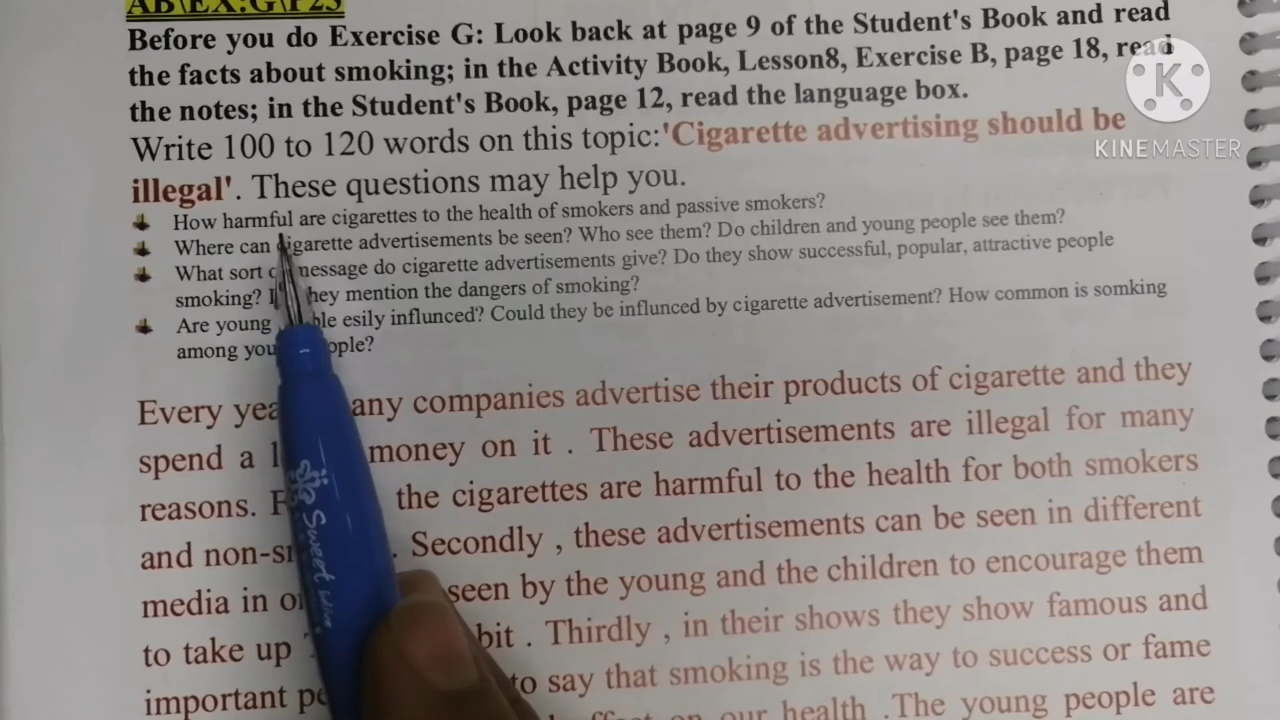 AB\EX:G\P23
Before you do Exercise G: Look back at page 9 of the Student's Book and read
the facts about smoking; in the Activity Book, Lesson8, Exercise B, page 18, read
the notes; in the Student's Book, page 12, read the language box.
Write 100 to 120 words on this topic:'Cigarette advertising should be
illegal'. These questions may help you.
How harmful are cigarettes to the health of smokers and passive smokers?
Where can cigarette advertisements be seen? Who see them? Do children and young people see them?
What sort message do cigarette advertisements give? Do they show successful, popular, attractive people
smoking? they mention the dangers of smoking?
Are young esily influnced? Could they be influnced by cigarette advertisement? How common is somking
among
Every companies advertise their products of cigarette and they
spend a money on it . These advertisements are illegal for many
reasons. the cigarettes are harmful to the health for both smokers
and . Secondly , these advertisements can be seen in different
media in seen by the young and the children to encourage them
to take up . Thirdly , in their shows they show famous and
important to say that smoking is the way to success or fame
on our health .The young people are
KINEMASTER
Sweet